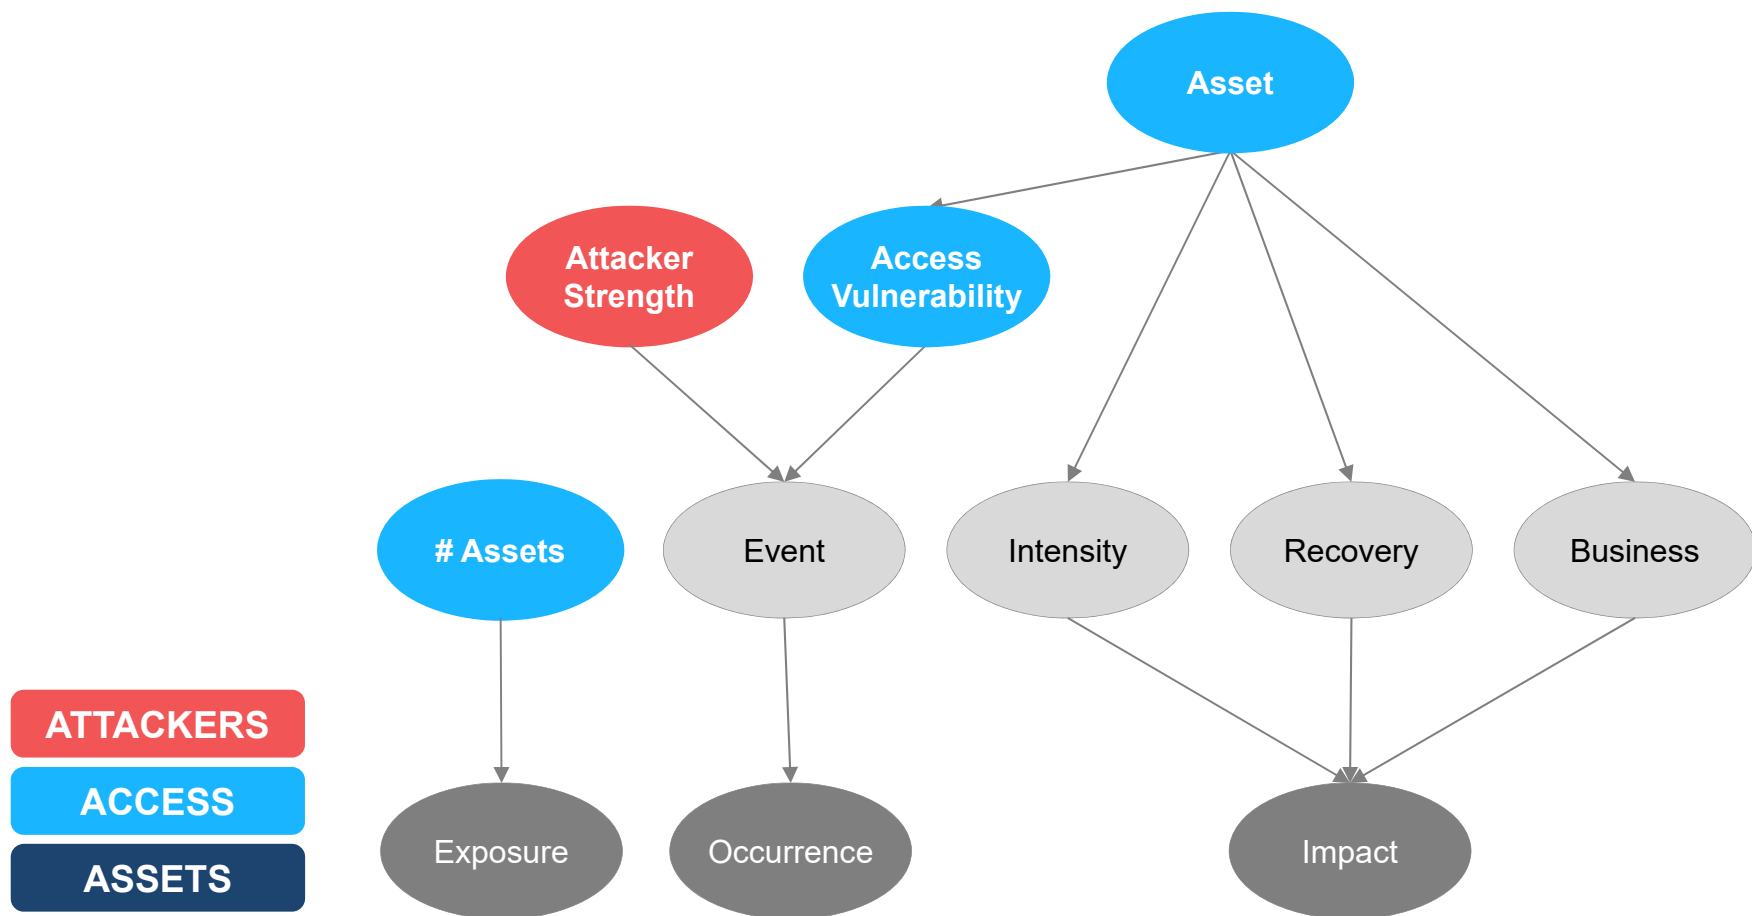 Asset
Attacker
Strength
Access
Vulnerability
# Assets
Event
Intensity
Recovery
Business
ATTACKERS
ACCESS
ASSETS
Exposure
Occurrence
Impact